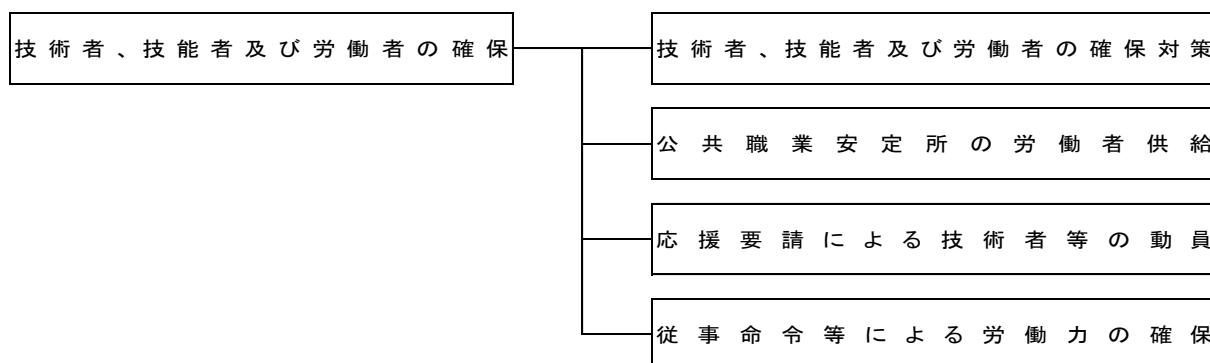 技術者、技能者及び労働者の確保
技術者、技能者及び労働者の確保対策
公共職業安定所の労働者供給
応援要請による技術者等の動員
従事命令等による労働力の確保